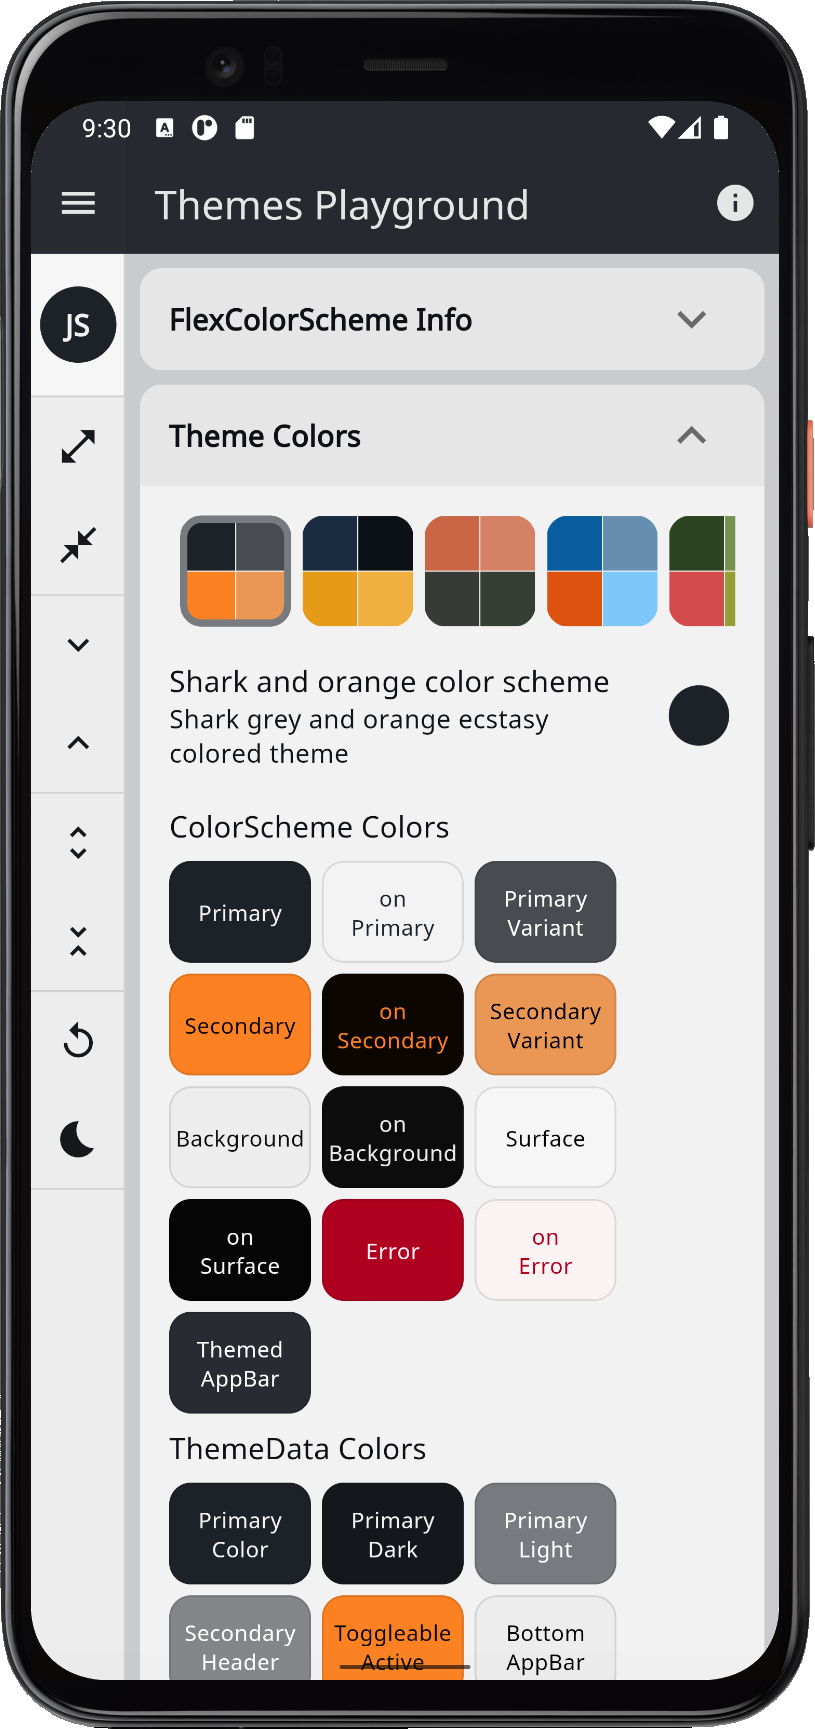 9:30
A
Themes Playground
i
JS
FlexColorScheme Info
Theme Colors
Shark and orange color scheme
Shark grey and orange ecstasy
colored theme
ColorScheme Colors
Primary
on
Primary
Primary
Variant
Secondary
on
Secondary
Secondary
Variant
Background
on
Background
Surface
on
Surface
Error
on
Error
Themed
AppBar
ThemeData Colors
Primary
Color
Primary
Dark
Primary
Light
Secondary
Header
Toggleable
Active
Bottom
AppBar